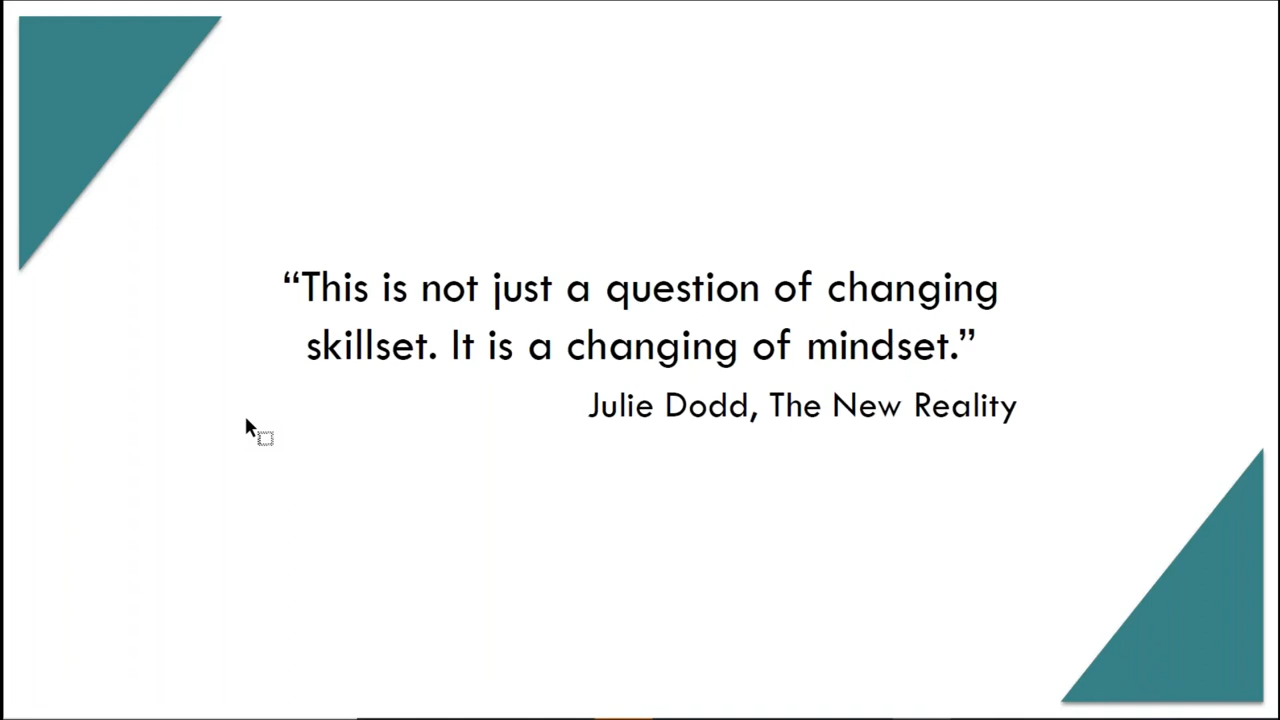 “This is not just a question of changing
skillset. It is a changing of mindset.”
Julie Dodd, The New Reality